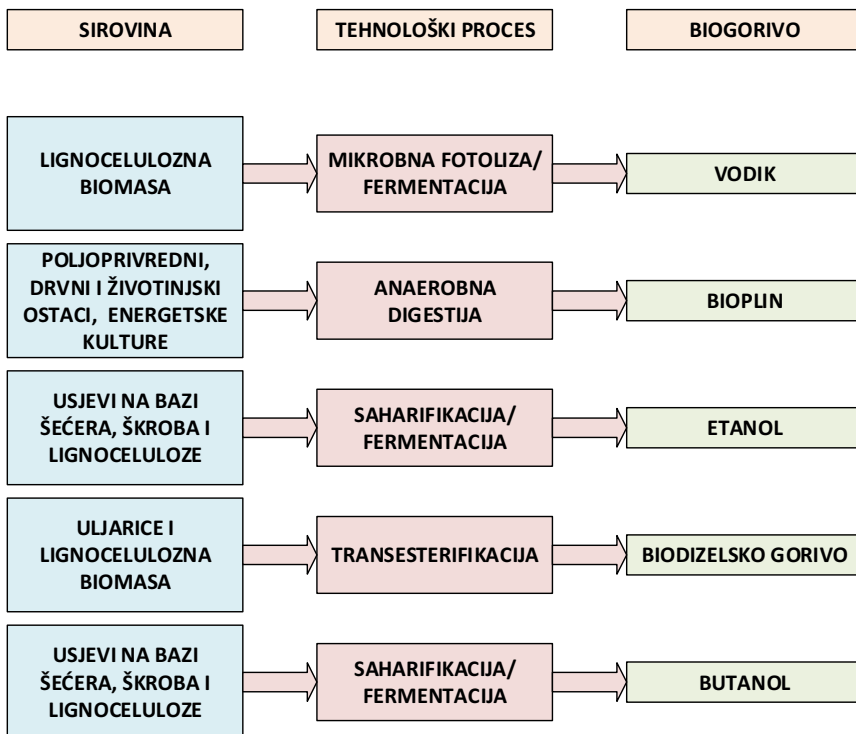 SIROVINA
TEHNOLOŠKI PROCES
BIOGORIVO
LIGNOCELULOZNA
BIOMASA
MIKROBNA FOTOLIZA/
FERMENTACIJA
VODIK
POLJOPRIVREDNI,
DRVNI I ŽIVOTINJSKI
OSTACI, ENERGETSKE
KULTURE
ANAEROBNA
DIGESTIJA
BIOPLIN
USJEVI NA BAZI
ŠEĆERA, ŠKROBA I
LIGNOCELULOZE
SAHARIFIKACIJA/
FERMENTACIJA
ETANOL
ULJARICE I
LIGNOCELULOZNA
BIOMASA
TRANSESTERIFIKACIJA
BIODIZELSKO GORIVO
USJEVI NA BAZI
ŠEĆERA, ŠKROBA I
LIGNOCELULOZE
SAHARIFIKACIJA/
FERMENTACIJA
BUTANOL